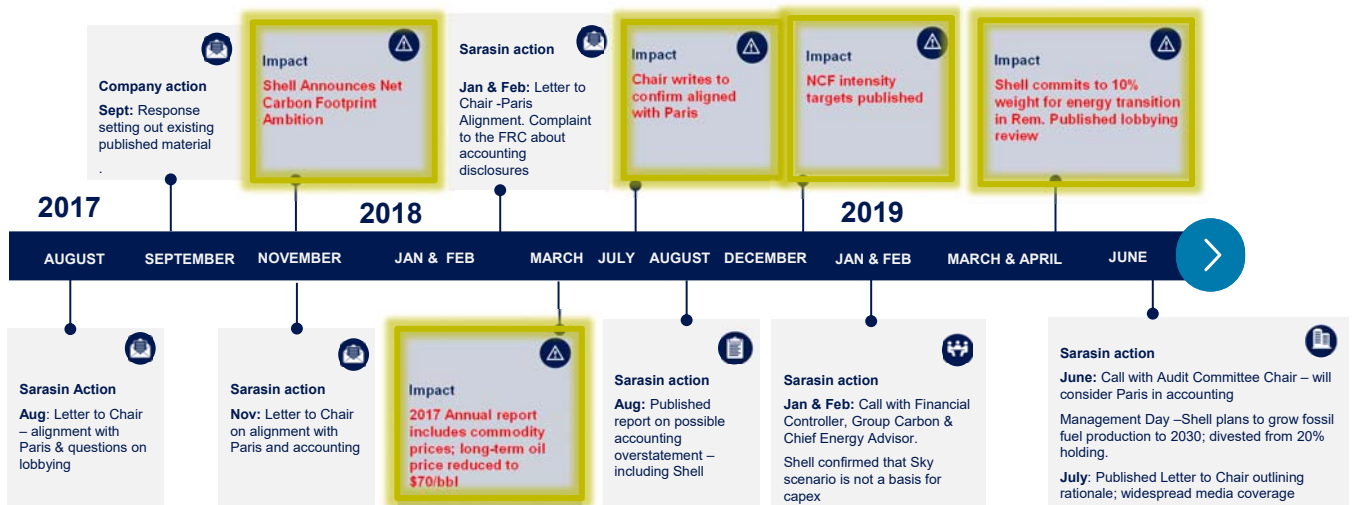 Company action
Sept: Response
setting out existing
published material
.
Impact
Shell Announces Net
Carbon Footprint
Ambition
Sarasin action
Jan & Feb: Letter to
Chair -Paris
Alignment. Complaint
to the FRC about
accounting
disclosures
Impact
Chair writes to
confirm aligned
with Paris
Impact
NCF intensity
targets published
Impact
Shell commits to 10%
weight for energy transition
in Rem. Published lobbying
review
2017
2018
2019
AUGUST
SEPTEMBER
NOVEMBER
JAN & FEB
MARCH
JULY
AUGUST
DECEMBER
JAN & FEB
MARCH & APRIL
JUNE
Sarasin Action
Aug: Letter to Chair
– alignment with
Paris & questions on
lobbying
Sarasin action
Nov: Letter to Chair
on alignment with
Paris and accounting
Impact
2017 Annual report
includes commodity
prices; long-term oil
price reduced to
$70/bbl
Sarasin action
Aug: Published
report on possible
accounting
overstatement –
including Shell
Sarasin action
Jan & Feb: Call with Financial
Controller, Group Carbon &
Chief Energy Advisor.
Shell confirmed that Sky
scenario is not a basis for
capex
Sarasin action
June: Call with Audit Committee Chair – will
consider Paris in accounting
Management Day –Shell plans to grow fossil
fuel production to 2030; divested from 20%
holding.
July: Published Letter to Chair outlining
rationale; widespread media coverage